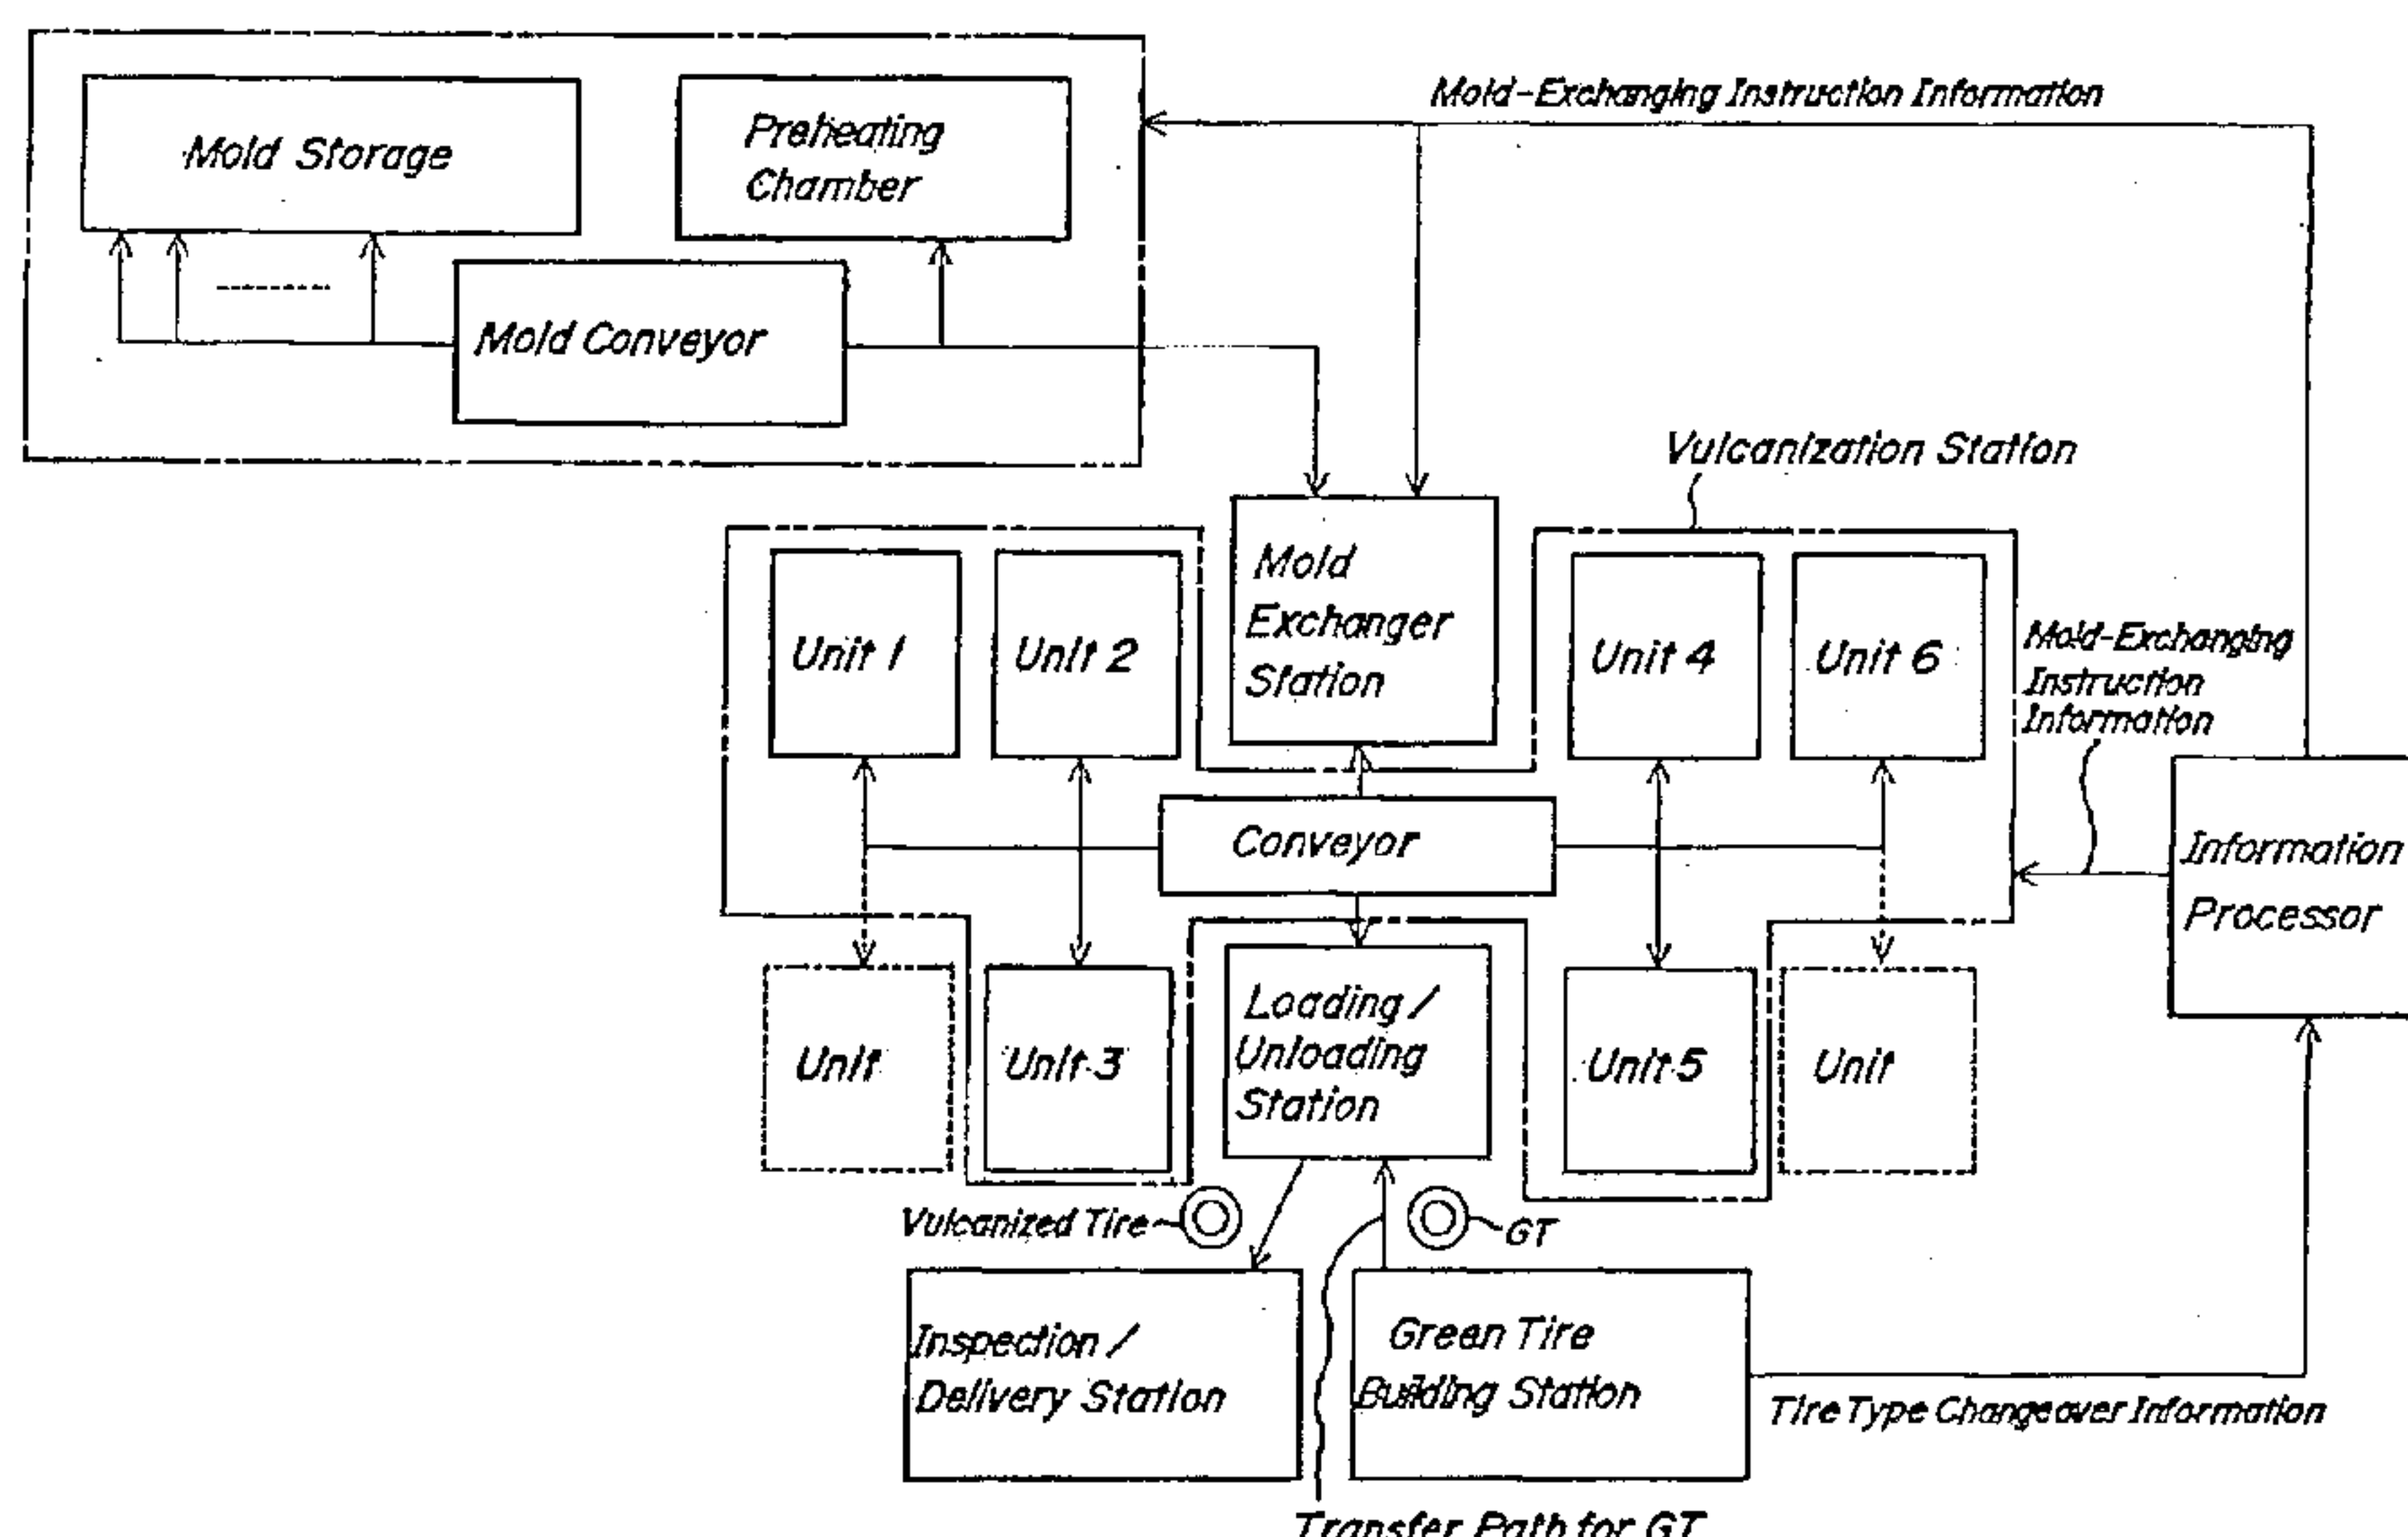 Mold-Exchanging Instruction Information
Mold Storage
Preheating
Chamber
Mold Conveyor
Vulcanization Station
Mold
Exchanger
Station
Unit 1
Unit 2
Unit 4
Unit 6
Mold-Exchanging
Instruction
Information
Conveyor
Information
Processor
Loading /
Unloading
Station
Unit
Unit 3
Unit 5
Unit
Vulcanized Tire
GT
Inspection /
Delivery Station
Green Tire
Building Station
Tire Type Changeover Information
Transfer Path for GT